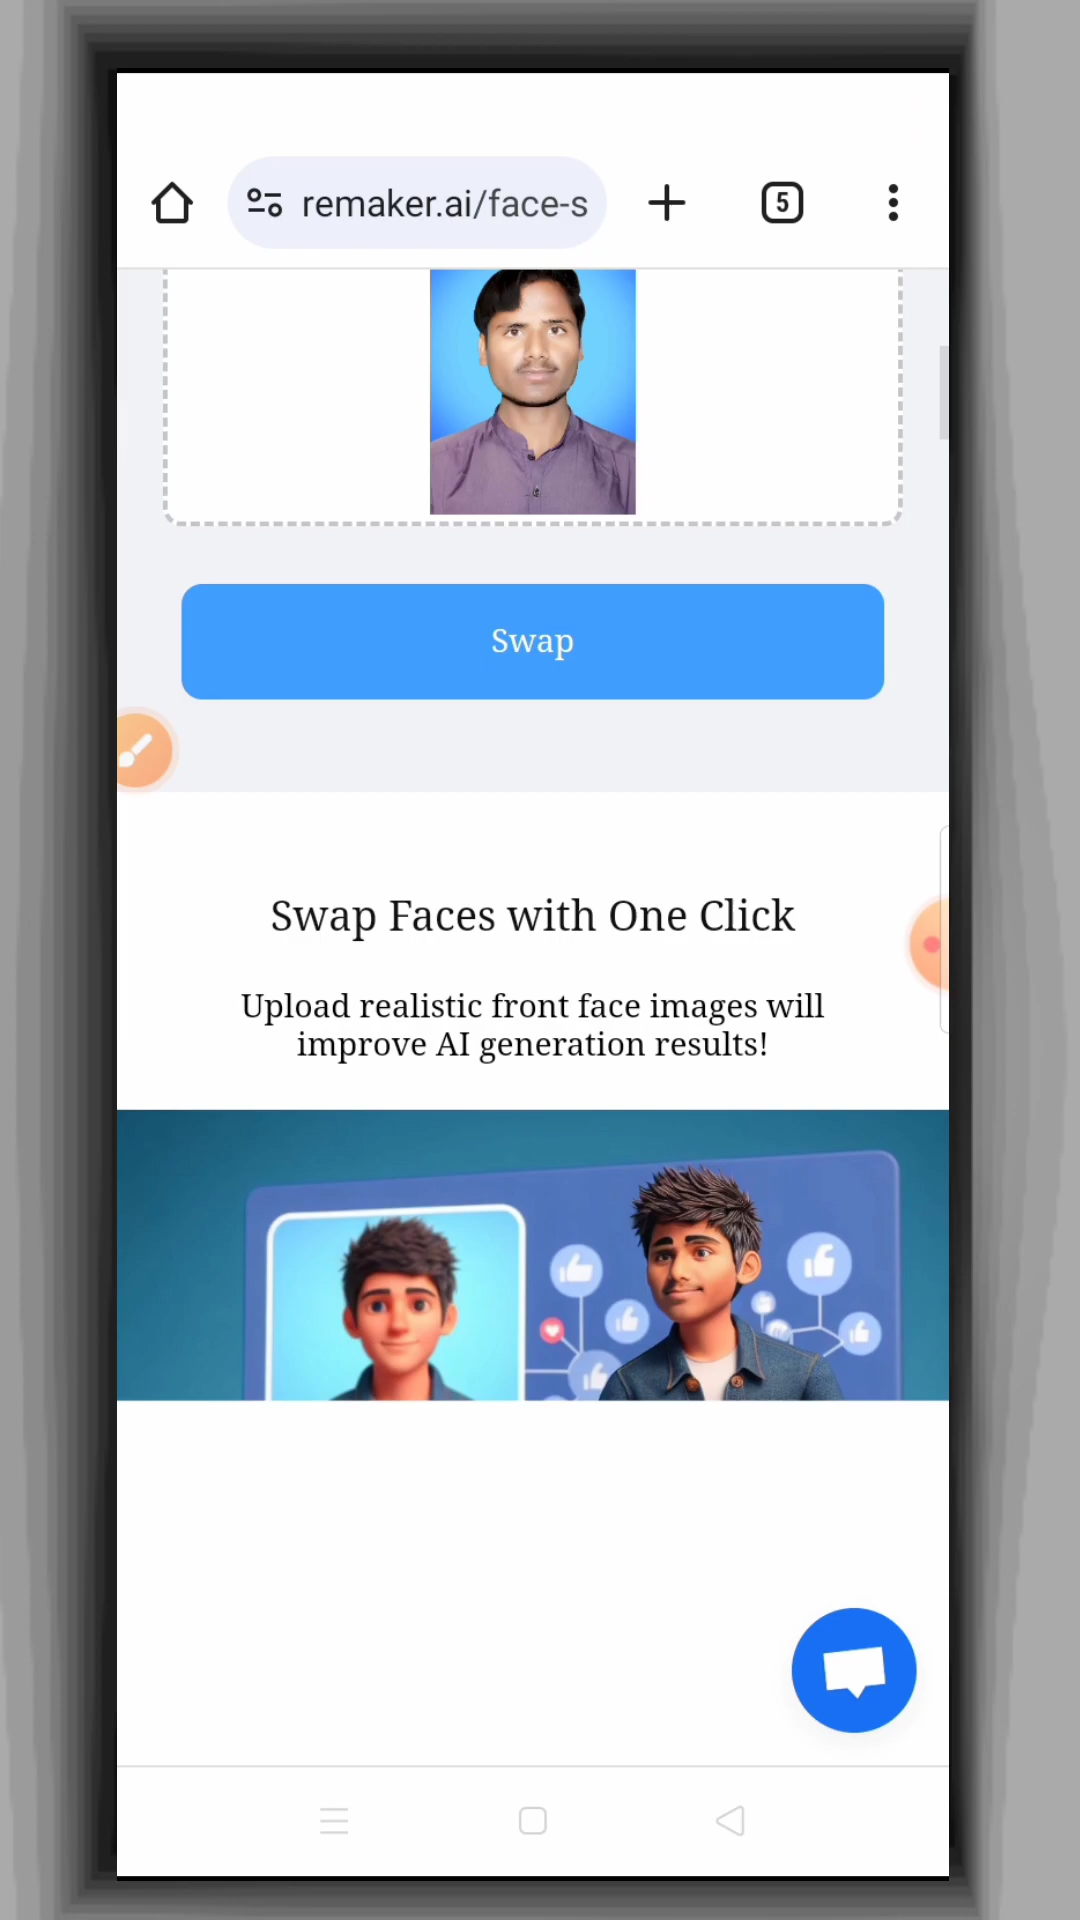 remaker.ai/face-s
5
Swap
Swap Faces with One Click
Upload realistic front face images will
improve AI generation results!